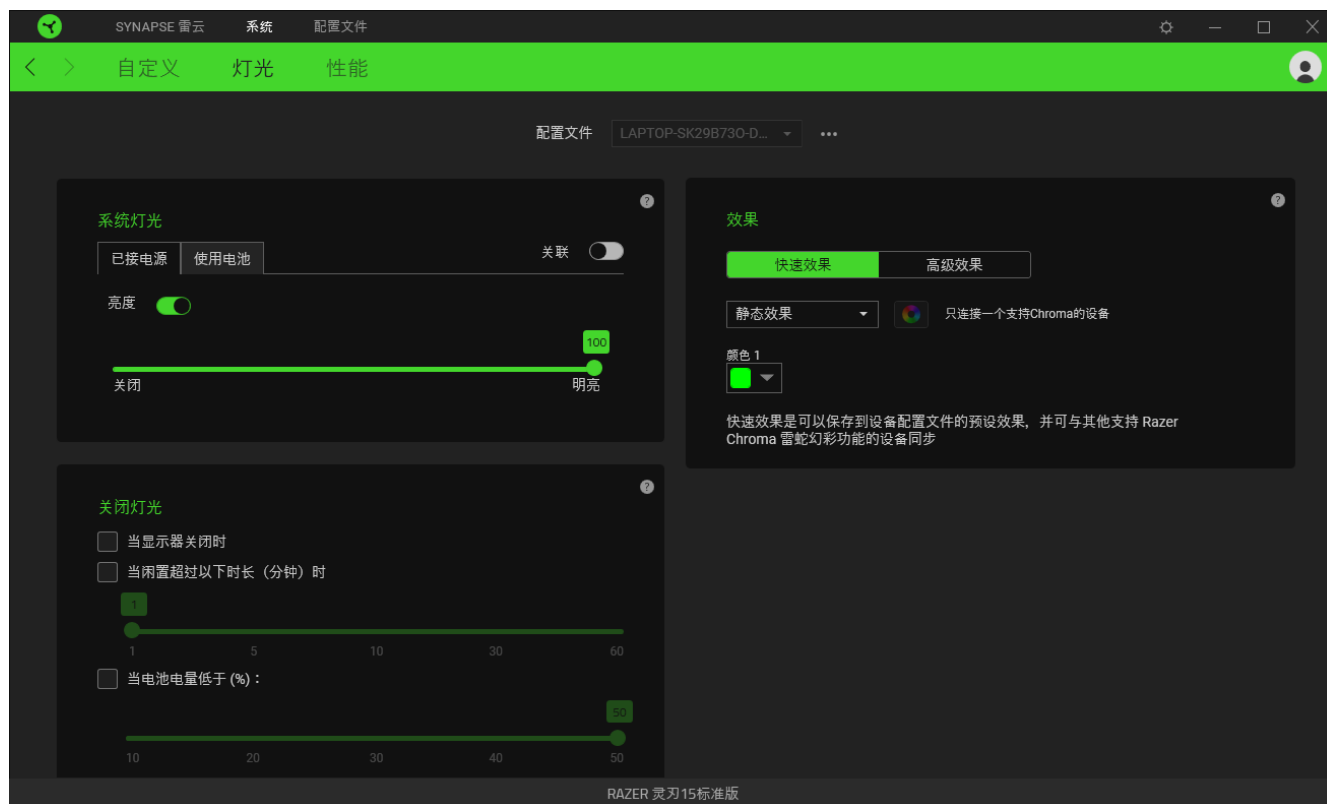 SYNAPSE 雷云 系统 配置文件
自定义 灯光 性能
配置文件 LAPTOP-SK29B73O-D...
系统灯光
已接电源 使用电池 关联
亮度
100
关闭 明亮
效果
快速效果 高级效果
静态效果 只连接一个支持Chroma的设备
颜色 1
快速效果是可以保存到设备配置文件的预设效果，并可与其他支持 Razer
Chroma 雷蛇幻彩功能的设备同步
关闭灯光
当显示器关闭时
当闲置超过以下时长（分钟）时
1
1 5 10 30 60
当电池电量低于 (%)：
50
10 20 30 40 50
RAZER 灵刃15标准版